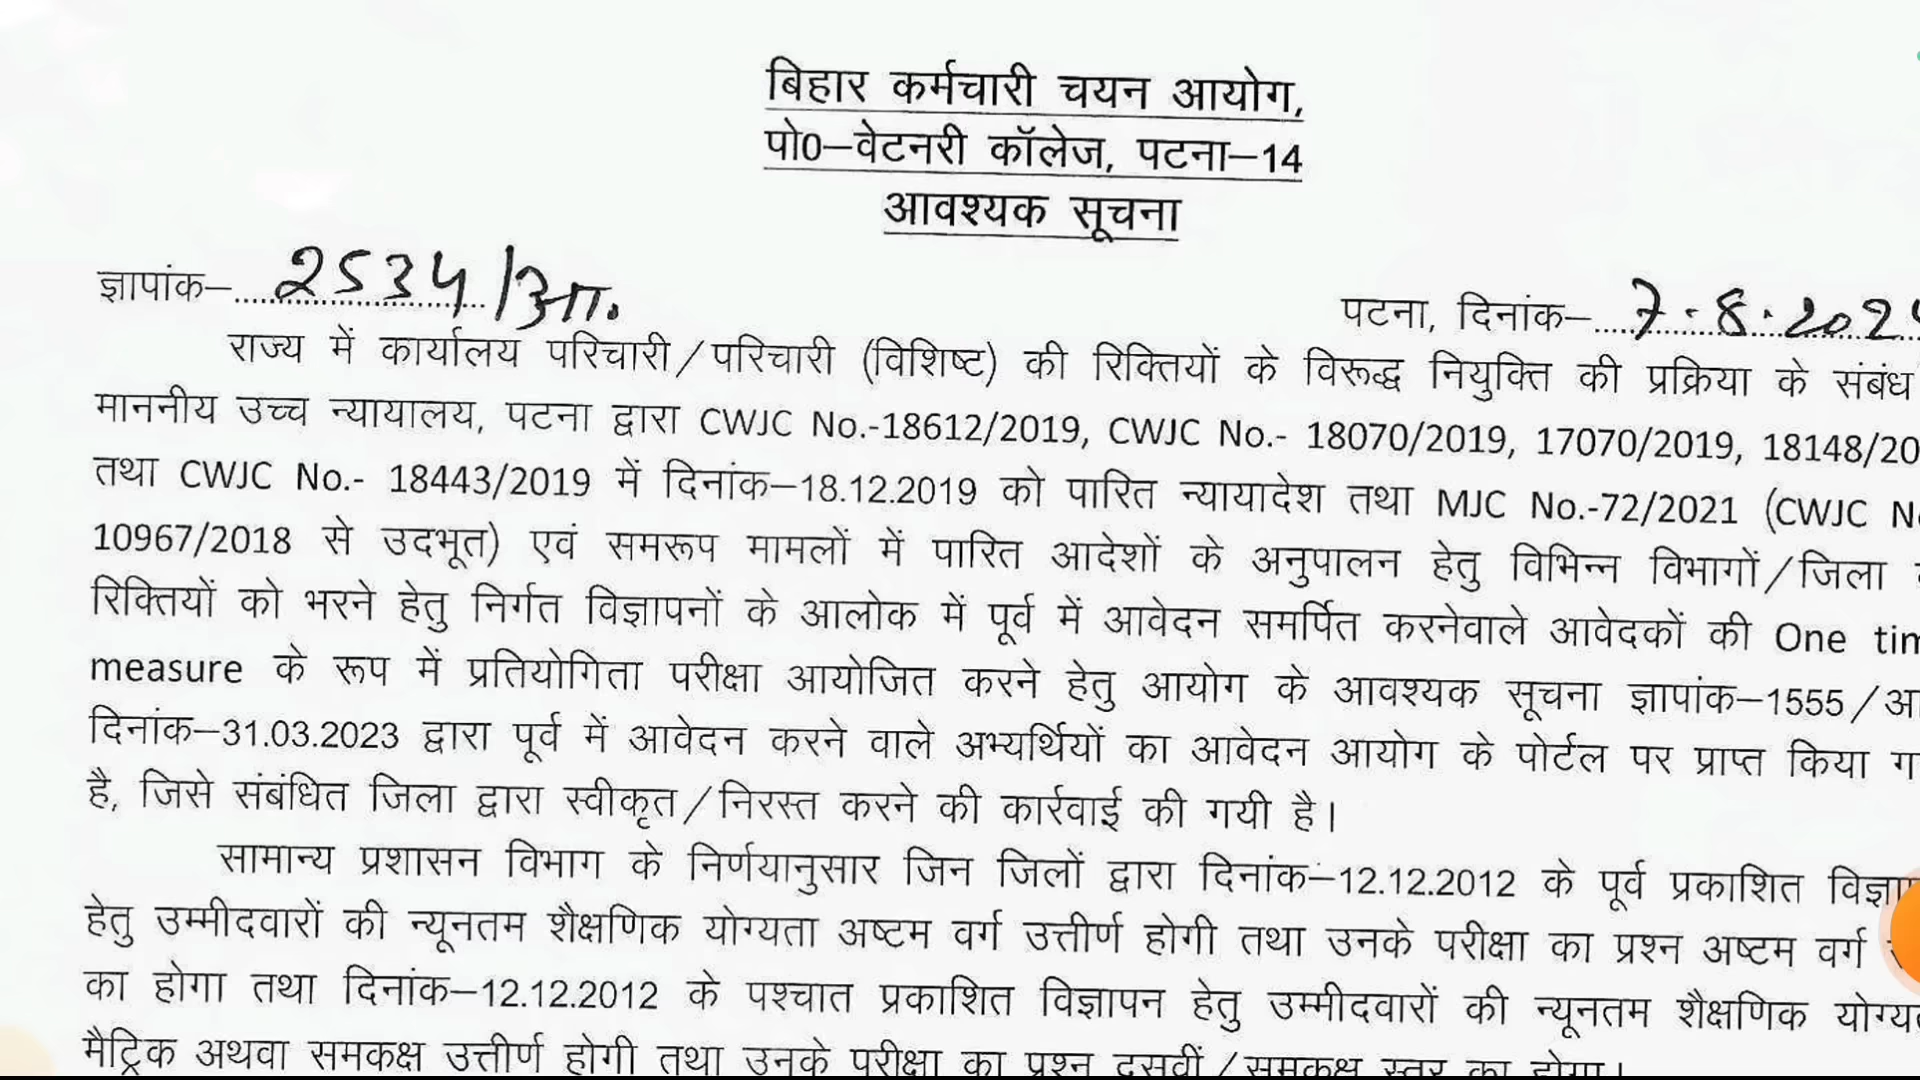 बिहार कर्मचारी चयन आयोग,
पो0–वेटनरी कॉलेज, पटना–14
आवश्यक सूचना
ज्ञापांक–....2534/आ.
पटना, दिनांक–....7.8.202
राज्य में कार्यालय परिचारी/परिचारी (विशिष्ट) की रिक्तियों के विरूद्ध नियुक्ति की प्रक्रिया के संबंध
माननीय उच्च न्यायालय, पटना द्वारा CWJC No.-18612/2019, CWJC No.- 18070/2019, 17070/2019, 18148/20
तथा CWJC No.- 18443/2019 में दिनांक–18.12.2019 को पारित न्यायादेश तथा MJC No.-72/2021 (CWJC
10967/2018 से उदभूत) एवं समरूप मामलों में पारित आदेशों के अनुपालन हेतु विभिन्न विभागों/जिला
रिक्तियों को भरने हेतु निर्गत विज्ञापनों के आलोक में पूर्व में आवेदन समर्पित करनेवाले आवेदकों की One
measure के रूप में प्रतियोगिता परीक्षा आयोजित करने हेतु आयोग के आवश्यक सूचना ज्ञापांक–1555/
दिनांक–31.03.2023 द्वारा पूर्व में आवेदन करने वाले अभ्यर्थियों का आवेदन आयोग के पोर्टल पर प्राप्त किया
है, जिसे संबंधित जिला द्वारा स्वीकृत/निरस्त करने की कार्रवाई की गयी है।
सामान्य प्रशासन विभाग के निर्णयानुसार जिन जिलों द्वारा दिनांक–12.12.2012 के पूर्व प्रकाशित
हेतु उम्मीदवारों की न्यूनतम शैक्षणिक योग्यता अष्टम वर्ग उत्तीर्ण होगी तथा उनके परीक्षा का प्रश्न अष्टम वर्ग
का होगा तथा दिनांक–12.12.2012 के पश्चात प्रकाशित विज्ञापन हेतु उम्मीदवारों की न्यूनतम शैक्षणिक
मैट्रिक अथवा समकक्ष उत्तीर्ण होगी तथा उनके परीक्षा का प्रश्न दसवीं/समकक्ष स्तर का होगा।